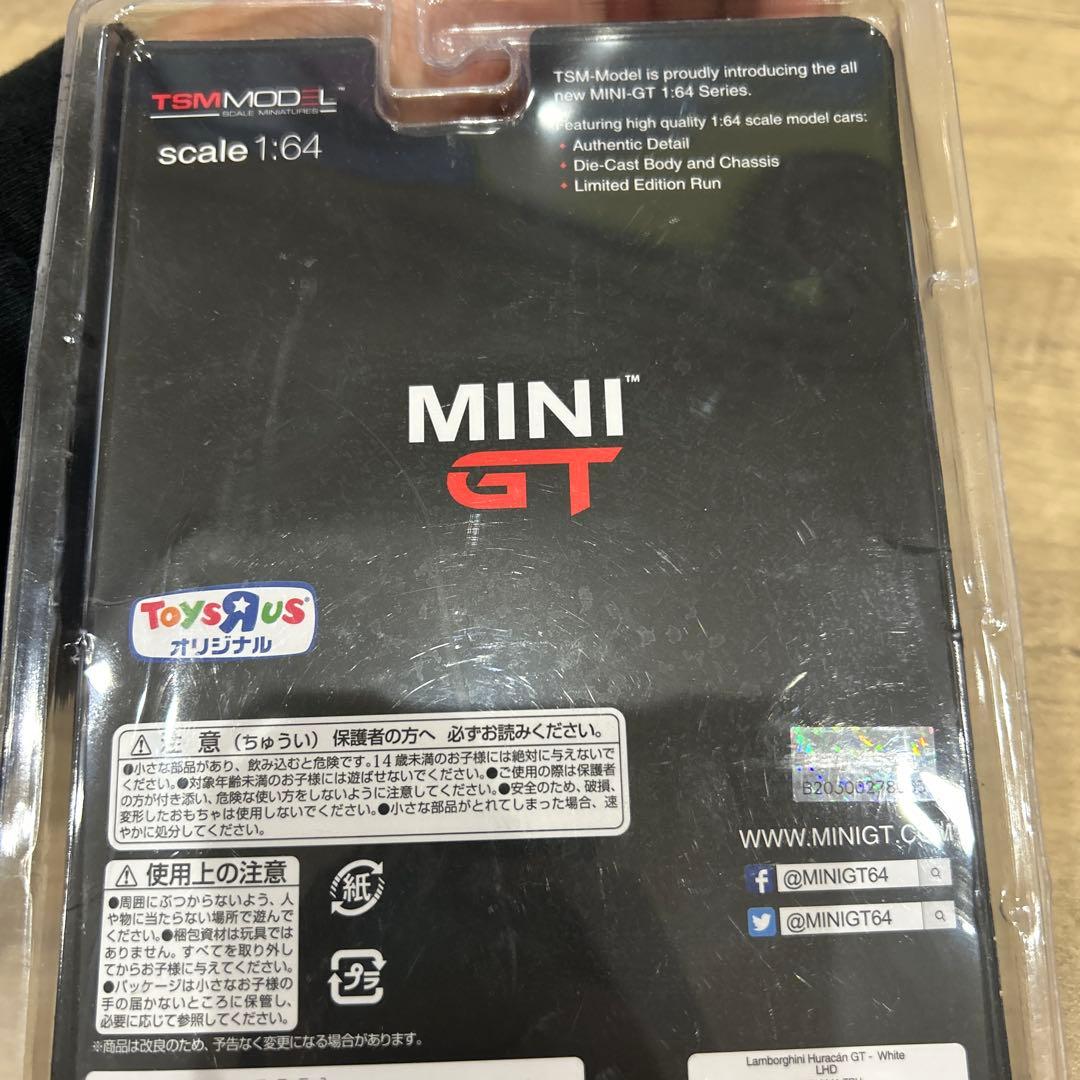 TSMMODEL™
SCALE MINIATURES
scale 1:64
TSM-Model is proudly introducing the all
new MINI-GT 1:64 Series.
Featuring high quality 1:64 scale model cars:
• Authentic Detail
• Die-Cast Body and Chassis
• Limited Edition Run
MINI™
GT
TOYSRUS
オリジナル
⚠ 注 意 (ちゅうい) 保護者の方へ 必ずお読みください。
●小さな部品があり、飲み込むと危険です。14歳未満のお子様には絶対に与えないで
ください。●対象年齢未満のお子様には遊ばせないでください。●ご使用の際は保護者
の方が付き添い、危険な使い方をしないように注意してください。●安全のため、破損、
変形したおもちゃは使用しないでください。●小さな部品がとれてしまった場合、速
やかに処分してください。
⚠ 使用上の注意
●周囲にぶつからないよう、人
や物に当たらない場所で遊んで
ください。●梱包資材は玩具では
ありません。すべてを取り外し
てからお子様に与えてください。
●パッケージは小さなお子様の
手の届かないところに保管し、
必要に応じて参照してください。
紙
プラ
※商品は改良のため、予告なく変更になる場合があります。
WWW.MINIGT.COM
@MINIGT64
@MINIGT64
Lamborghini Huracán GT - White
LHD